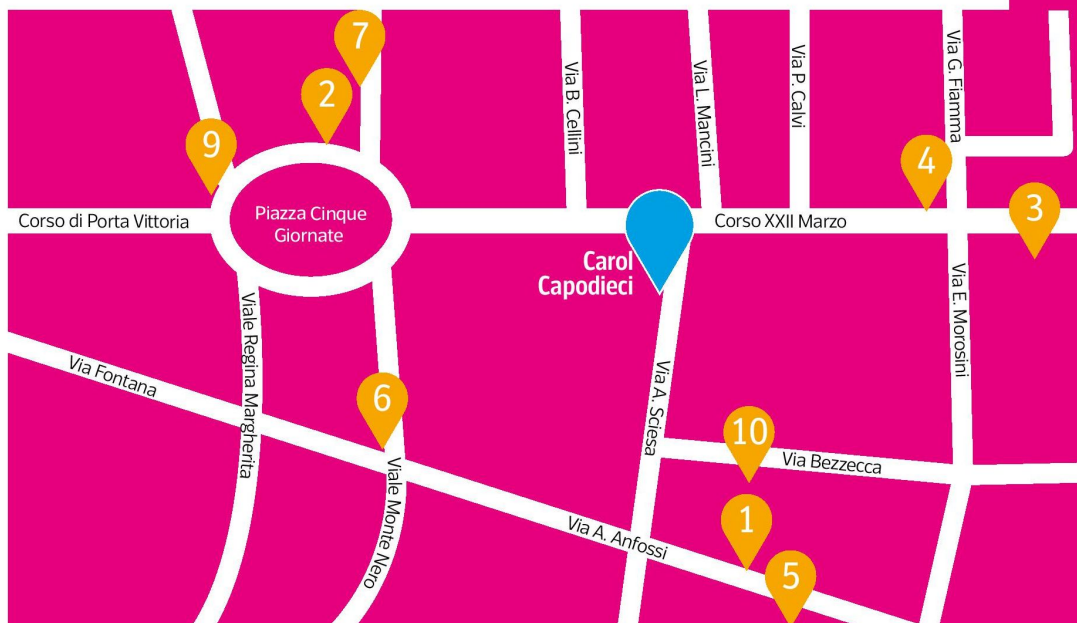 7
2
9
Via B. Cellini
Via L. Mancini
Via P. Calvi
Via G. Fiamma
4
3
Corso di Porta Vittoria
Piazza Cinque
Giornate
Corso XXII Marzo
Carol
Capodieci
Viale Regina Margherita
Via E. Morosini
Via Fontana
6
Via A. Sciesa
10
Via Bezzecca
Viale Monte Nero
1
Via A. Anfossi
5